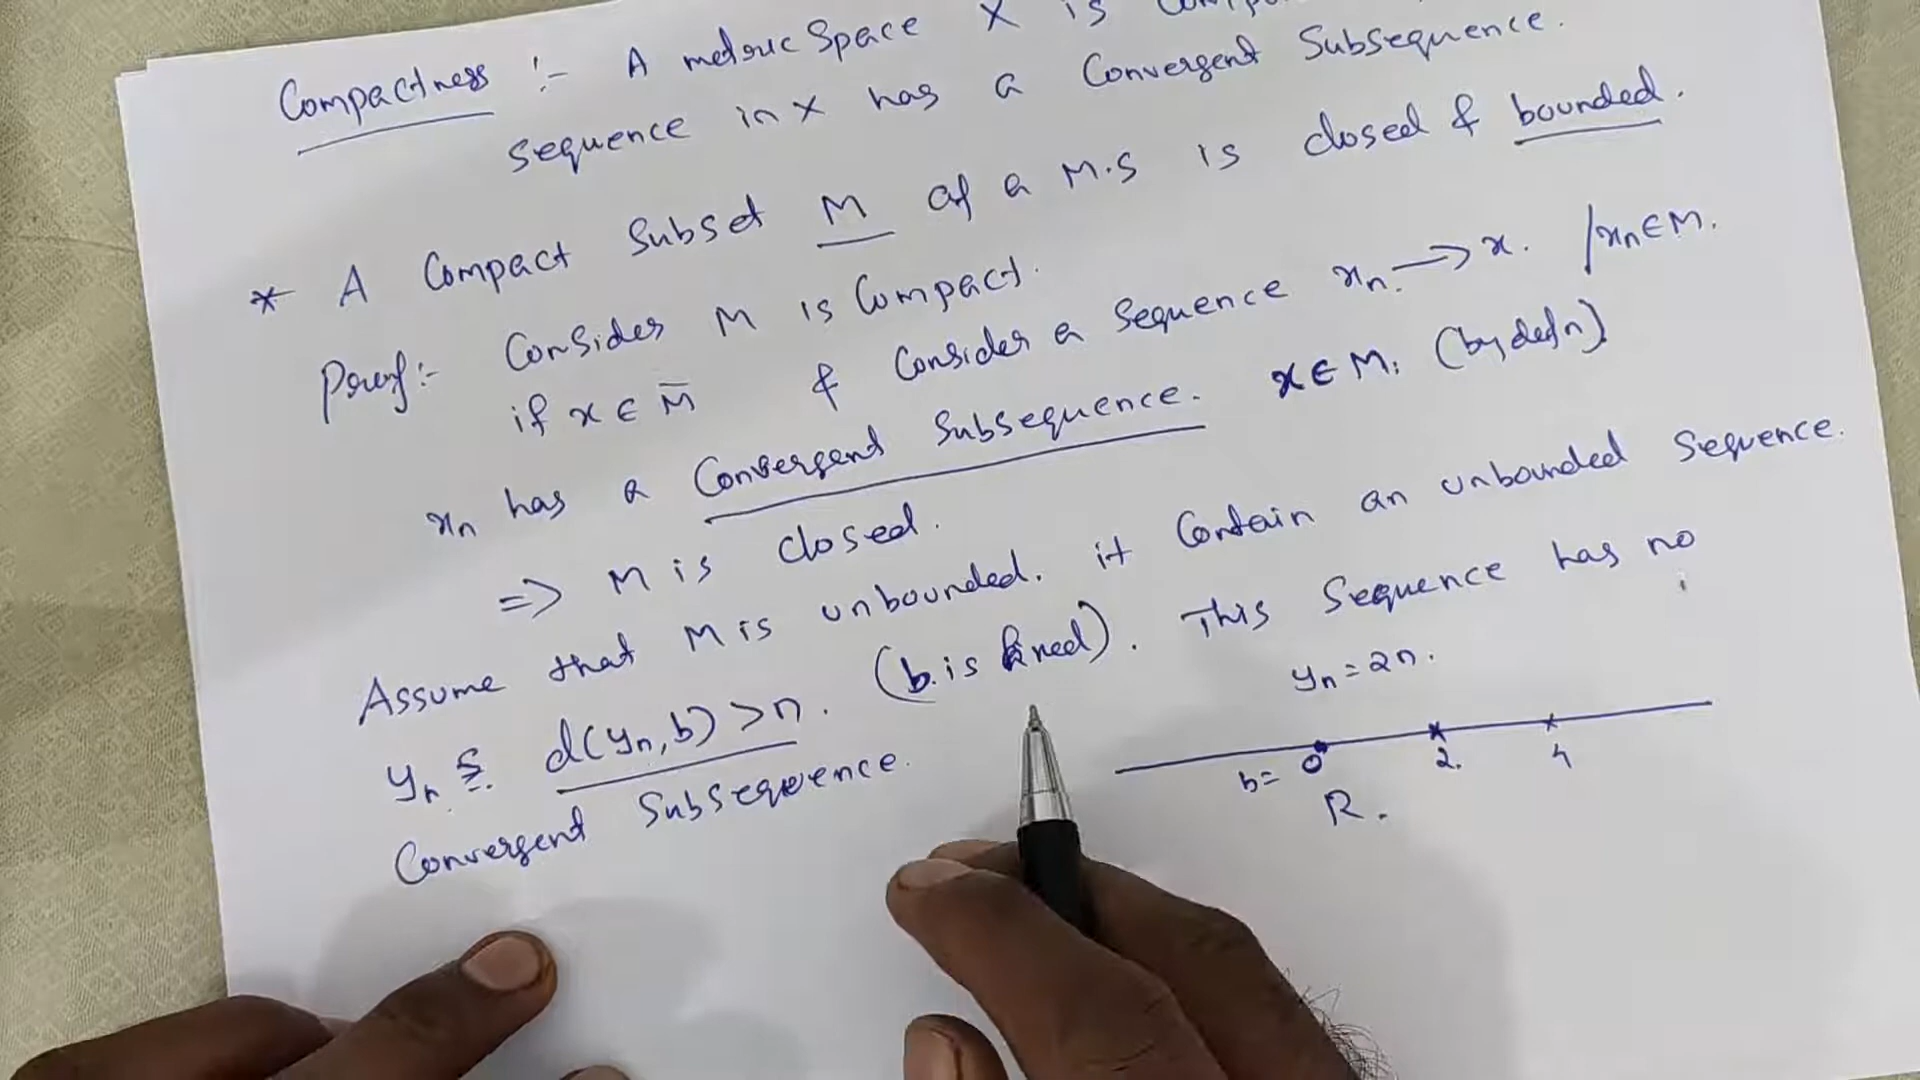 Compactness :- A metric Space X is
sequence in X has a Convergent Subsequence.
* A Compact Subset M of a M.S is closed & bounded.
Proof:- Consider M is Compact.
if x ∈ M̄ & Consider a Sequence xn → x. / xn ∈ M.
xn has a Convergent Subsequence. x ∈ M. (by defn).
=> M is closed.
Assume that M is unbounded. it Contain an unbounded Sequence.
yn ∋ d(yn, b) > n. (b is fixed). This Sequence has no
Convergent Subsequence.
yn = 2n.
b= 0 2. 4
R.